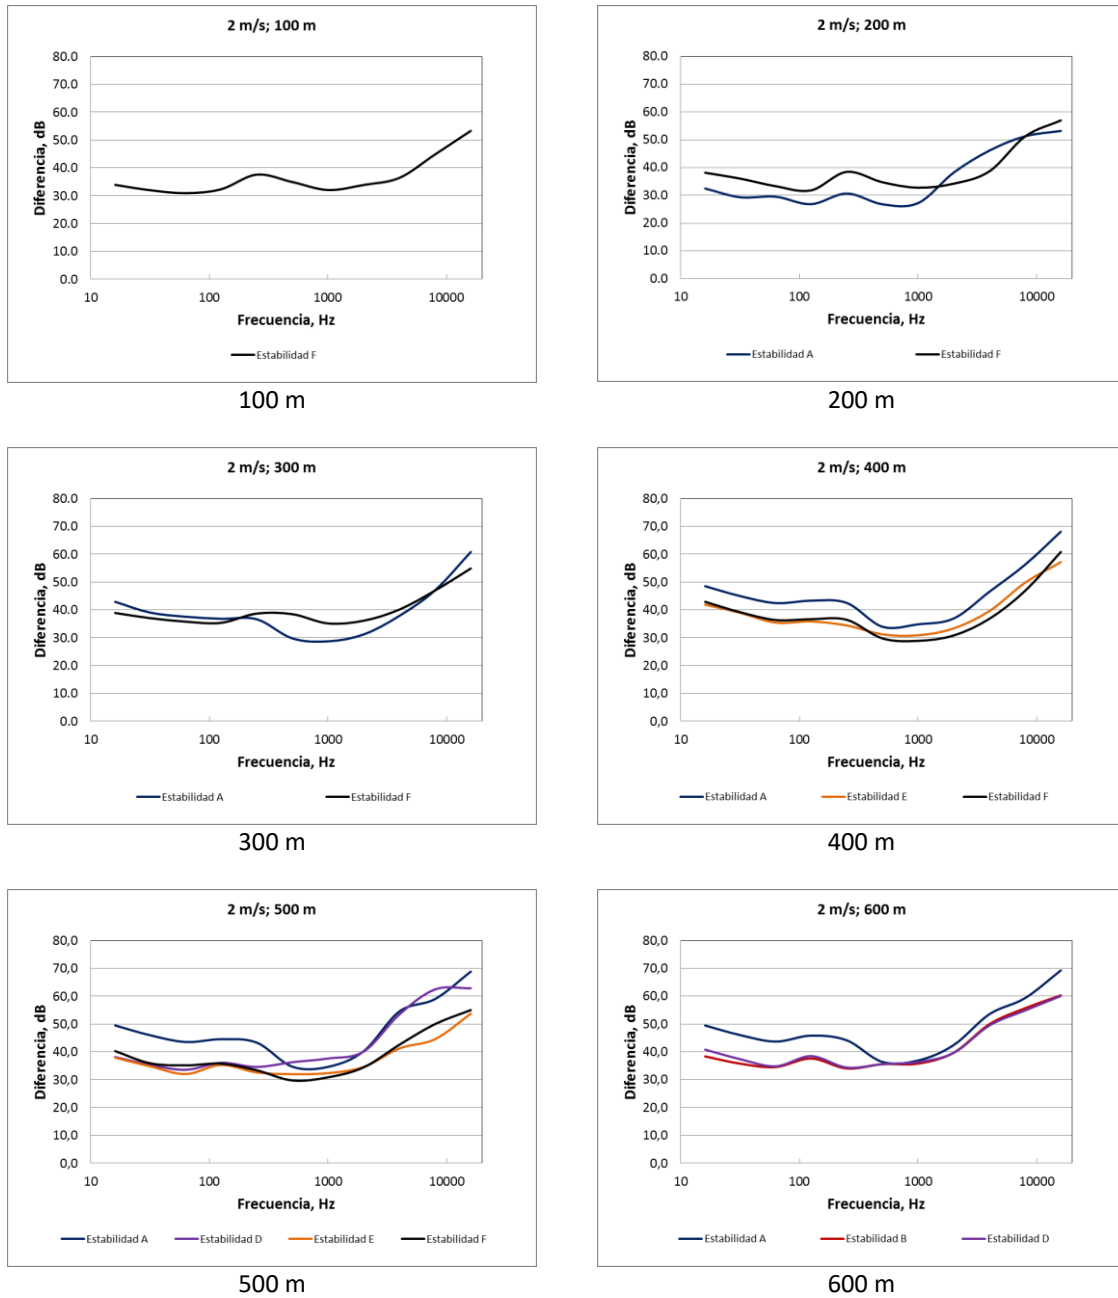 2 m/s; 100 m
80.0
70.0
60.0
50.0
40.0
30.0
20.0
10.0
0.0
Diferencia, dB
10 100 1000 10000
Frecuencia, Hz
Estabilidad F
100 m
2 m/s; 200 m
80.0
70.0
60.0
50.0
40.0
30.0
20.0
10.0
0.0
Diferencia, dB
10 100 1000 10000
Frecuencia, Hz
Estabilidad A Estabilidad F
200 m
2 m/s; 300 m
80.0
70.0
60.0
50.0
40.0
30.0
20.0
10.0
0.0
Diferencia, dB
10 100 1000 10000
Frecuencia, Hz
Estabilidad A Estabilidad F
300 m
2 m/s; 400 m
80,0
70,0
60,0
50,0
40,0
30,0
20,0
10,0
0,0
Diferencia, dB
10 100 1000 10000
Frecuencia, Hz
Estabilidad A Estabilidad E Estabilidad F
400 m
2 m/s; 500 m
80,0
70,0
60,0
50,0
40,0
30,0
20,0
10,0
0,0
Diferencia, dB
10 100 1000 10000
Frecuencia, Hz
Estabilidad A Estabilidad D Estabilidad E Estabilidad F
500 m
2 m/s; 600 m
80,0
70,0
60,0
50,0
40,0
30,0
20,0
10,0
0,0
Diferencia, dB
10 100 1000 10000
Frecuencia, Hz
Estabilidad A Estabilidad B Estabilidad D
600 m